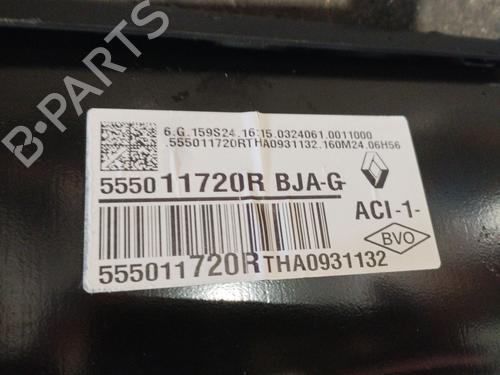 6.G.159S24.16:15.0324061.0011000
.555011720RTHA0931132.160M24.06H56
555011720R BJA-G-
ACI-1-
BVO
555011720RTHA0931132
B-PARTS